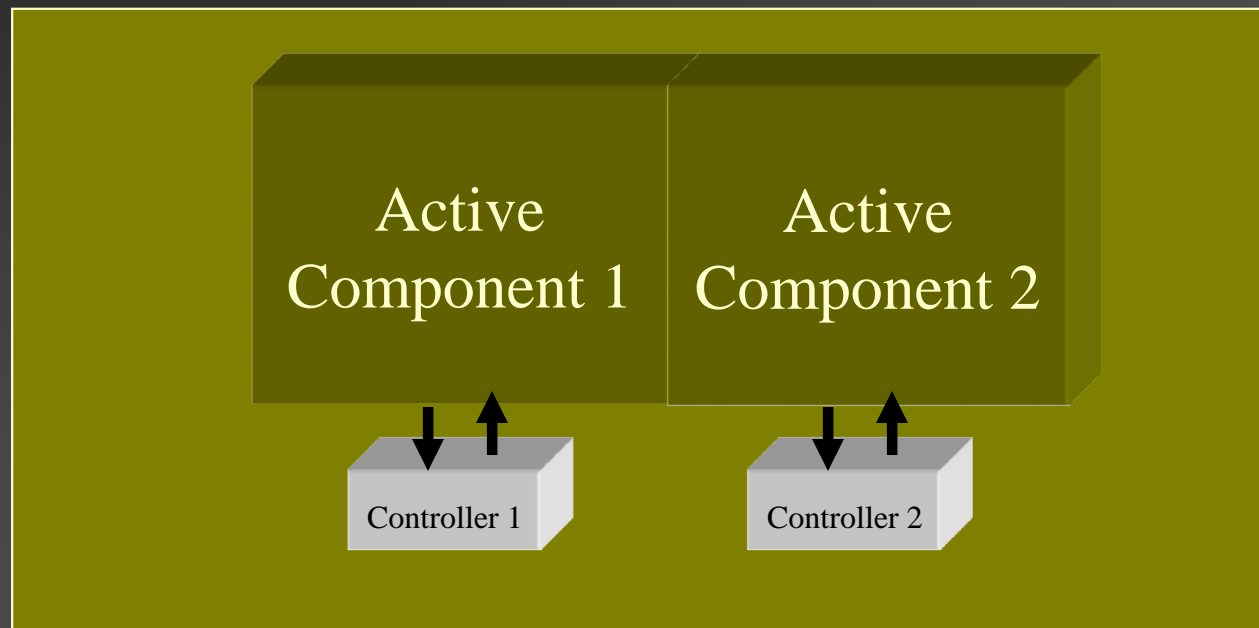 Active
Component 1
Active
Component 2
Controller 1
Controller 2